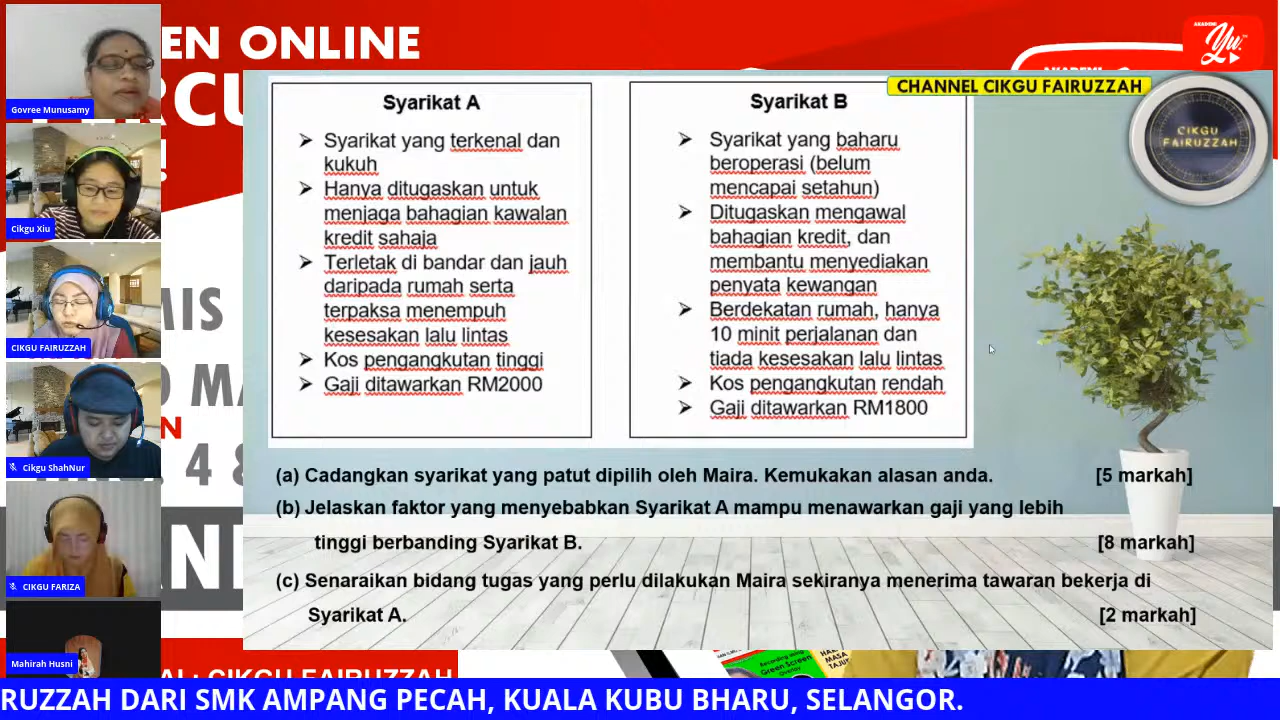 EN ONLINE
AKADEMI
Yu
Govree Munusamy
Cikgu Xiu
CIKGU FAIRUZZAH
Cikgu ShahNur
CIKGU FARIZA
Mahirah Husni
CHANNEL CIKGU FAIRUZZAH
CIKGU
FAIRUZZAH
Syarikat A
Syarikat yang terkenal dan
kukuh
Hanya ditugaskan untuk
menjaga bahagian kawalan
kredit sahaja
Terletak di bandar dan jauh
daripada rumah serta
terpaksa menempuh
kesesakan lalu lintas
Kos pengangkutan tinggi
Gaji ditawarkan RM2000
Syarikat B
Syarikat yang baharu
beroperasi (belum
mencapai setahun)
Ditugaskan mengawal
bahagian kredit, dan
membantu menyediakan
penyata kewangan
Berdekatan rumah, hanya
10 minit perjalanan dan
tiada kesesakan lalu lintas
Kos pengangkutan rendah
Gaji ditawarkan RM1800
(a) Cadangkan syarikat yang patut dipilih oleh Maira. Kemukakan alasan anda. [5 markah]
(b) Jelaskan faktor yang menyebabkan Syarikat A mampu menawarkan gaji yang lebih
tinggi berbanding Syarikat B. [8 markah]
(c) Senaraikan bidang tugas yang perlu dilakukan Maira sekiranya menerima tawaran bekerja di
Syarikat A. [2 markah]
Recording using
Green Screen
RUZZAH DARI SMK AMPANG PECAH, KUALA KUBU BHARU, SELANGOR.